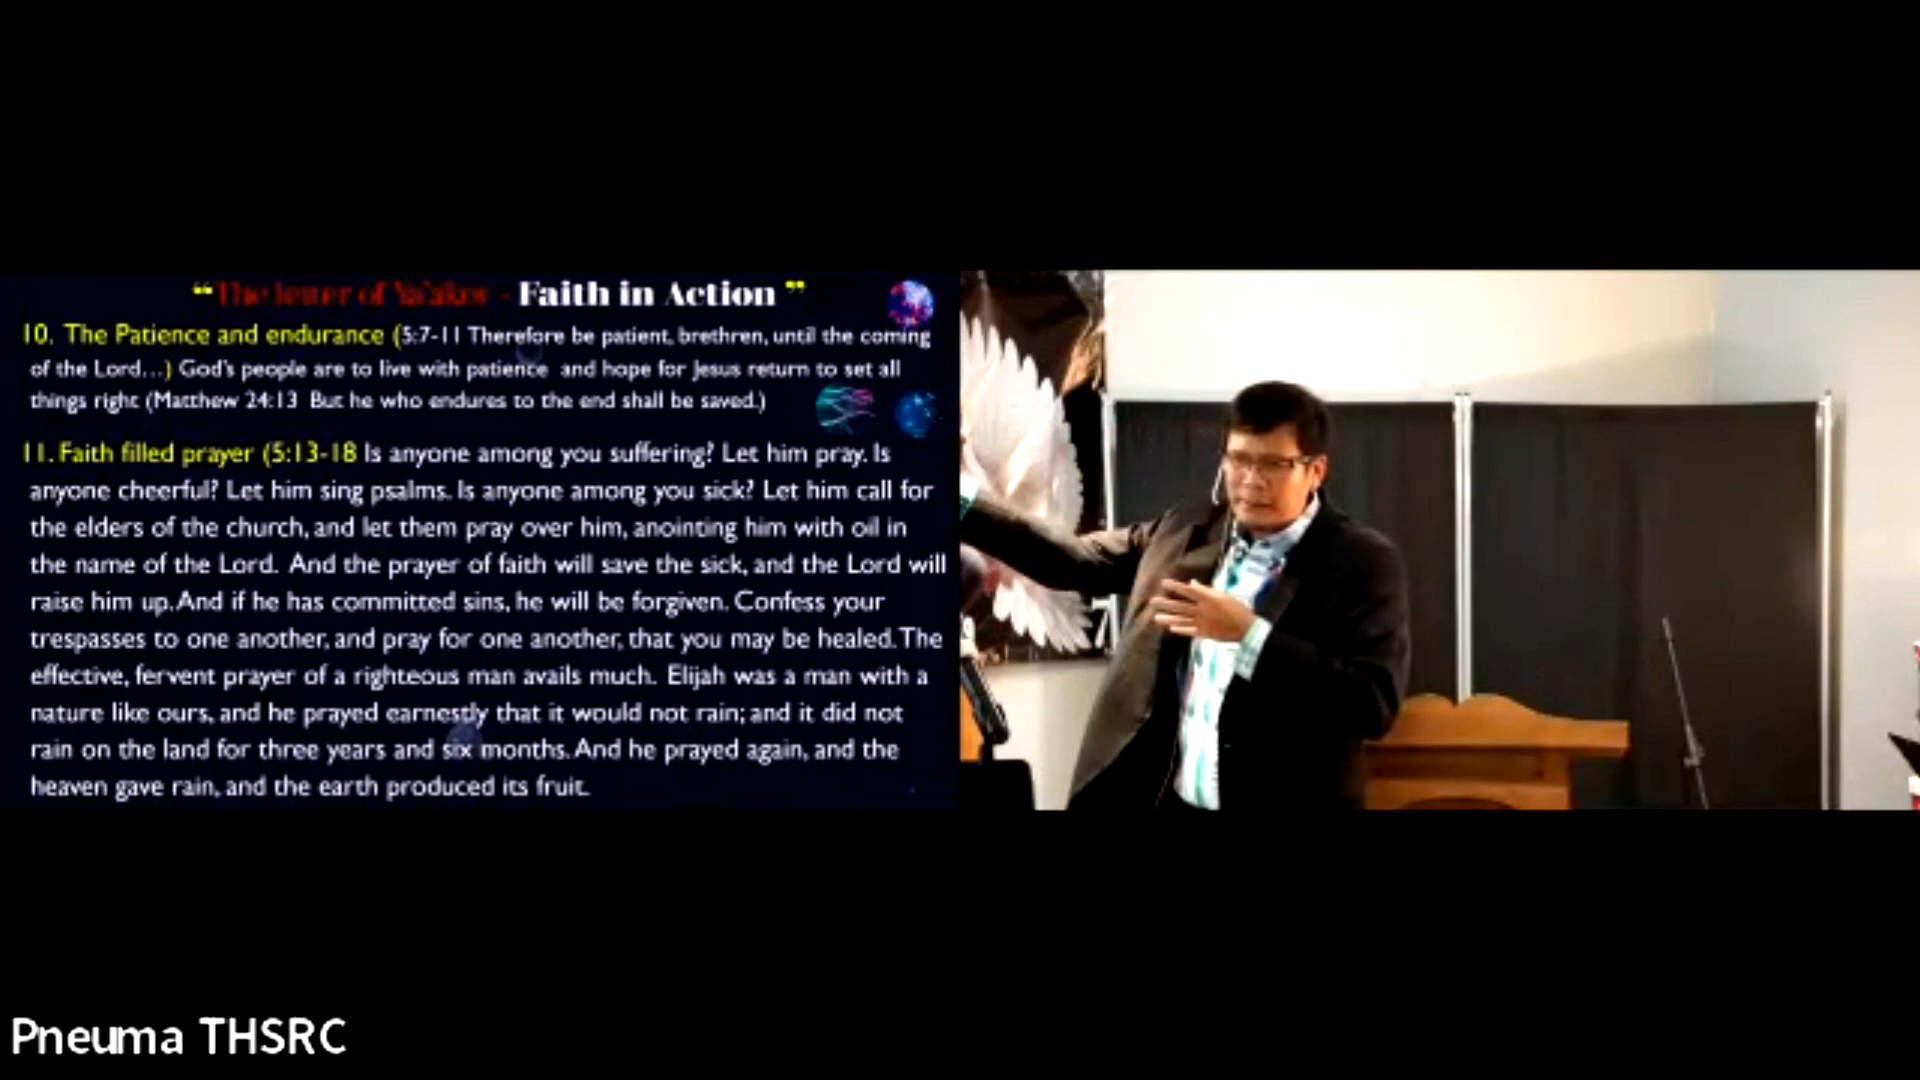 “The letter of Ya'akov - Faith in Action ”
10. The Patience and endurance (5:7-11 Therefore be patient, brethren, until the coming
of the Lord...) God's people are to live with patience and hope for Jesus return to set all
things right (Matthew 24:13 But he who endures to the end shall be saved.)
11. Faith filled prayer (5:13-18 Is anyone among you suffering? Let him pray. Is
anyone cheerful? Let him sing psalms. Is anyone among you sick? Let him call for
the elders of the church, and let them pray over him, anointing him with oil in
the name of the Lord. And the prayer of faith will save the sick, and the Lord will
raise him up. And if he has committed sins, he will be forgiven. Confess your
trespasses to one another, and pray for one another, that you may be healed. The
effective, fervent prayer of a righteous man avails much. Elijah was a man with a
nature like ours, and he prayed earnestly that it would not rain; and it did not
rain on the land for three years and six months. And he prayed again, and the
heaven gave rain, and the earth produced its fruit.
7
Pneuma THSRC